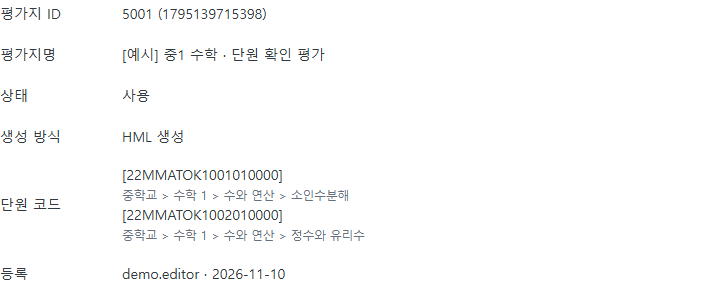 평가지 ID 5001 (1795139715398)
평가지명 [예시] 중1 수학 · 단원 확인 평가
상태 사용
생성 방식 HML 생성
단원 코드
[22MMATOK1001010000]
중학교 > 수학 1 > 수와 연산 > 소인수분해
[22MMATOK1002010000]
중학교 > 수학 1 > 수와 연산 > 정수와 유리수
등록 demo.editor · 2026-11-10